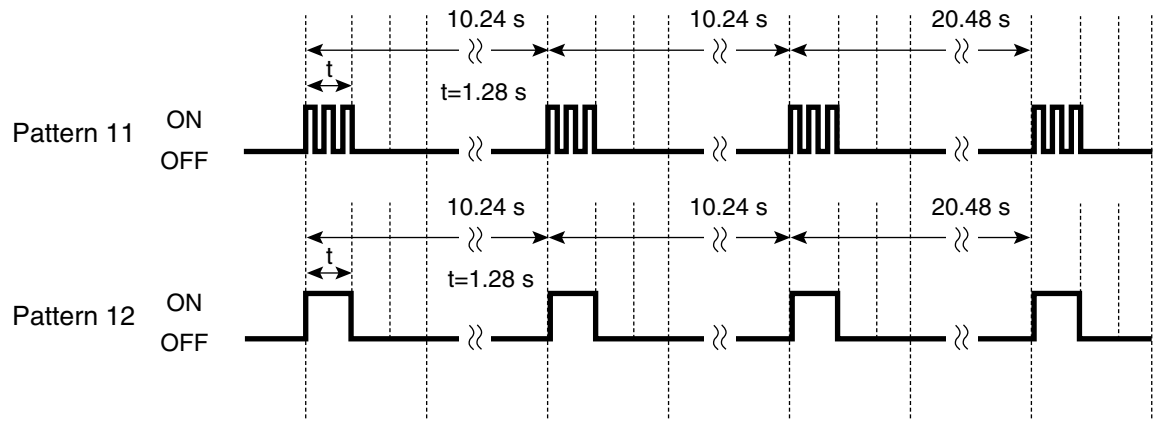 10.24 s 10.24 s 20.48 s
t
t=1.28 s
Pattern 11 ON
OFF
10.24 s 10.24 s 20.48 s
t
t=1.28 s
Pattern 12 ON
OFF